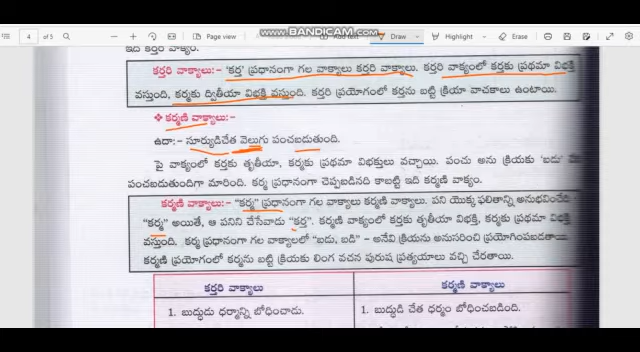 WWW.BANDICAM.COM
4 of 5 Page view Add text Draw Highlight Erase
ఇది కర్తరి వాక్యం.
కర్తరి వాక్యాలు:- 'కర్త' ప్రధానంగా గల వాక్యాలు కర్తరి వాక్యాలు. కర్తరి వాక్యంలో కర్తకు ప్రథమా విభక్తి
వస్తుంది, కర్మకు ద్వితీయా విభక్తి వస్తుంది. కర్తరి ప్రయోగంలో కర్తను బట్టి క్రియా వాచకాలు ఉంటాయి.
❖ కర్మణి వాక్యాలు:-
ఉదా:- సూర్యుడిచేత వెలుగు పంచబడుతుంది.
పై వాక్యంలో కర్తకు తృతీయా, కర్మకు ప్రథమా విభక్తులు వచ్చాయి. పంచు అను క్రియకు 'బడు'
పంచబడుతుందిగా మారింది. కర్మ ప్రధానంగా చెప్పబడినది కాబట్టి ఇది కర్మణి వాక్యం.
కర్మణి వాక్యాలు:- "కర్మ" ప్రధానంగా గల వాక్యాలు కర్మణి వాక్యాలు. పని యొక్క ఫలితాన్ని అనుభవించేది
"కర్మ" అయితే, ఆ పనిని చేసేవాడు "కర్త". కర్మణి వాక్యంలో కర్తకు తృతీయా విభక్తి, కర్మకు ప్రథమా విభక్తి
వస్తుంది. కర్మ ప్రధానంగా గల వాక్యాలలో "బడు, బడి" – అనేవి క్రియను అనుసరించి ప్రయోగింపబడతాయి.
కర్మణి ప్రయోగంలో కర్మను బట్టి క్రియకు లింగ వచన పురుష ప్రత్యయాలు వచ్చి చేరతాయి.
కర్తరి వాక్యాలు కర్మణి వాక్యాలు
1. బుద్ధుడు ధర్మాన్ని బోధించాడు. 1. బుద్ధుడి చేత ధర్మం బోధించబడింది.